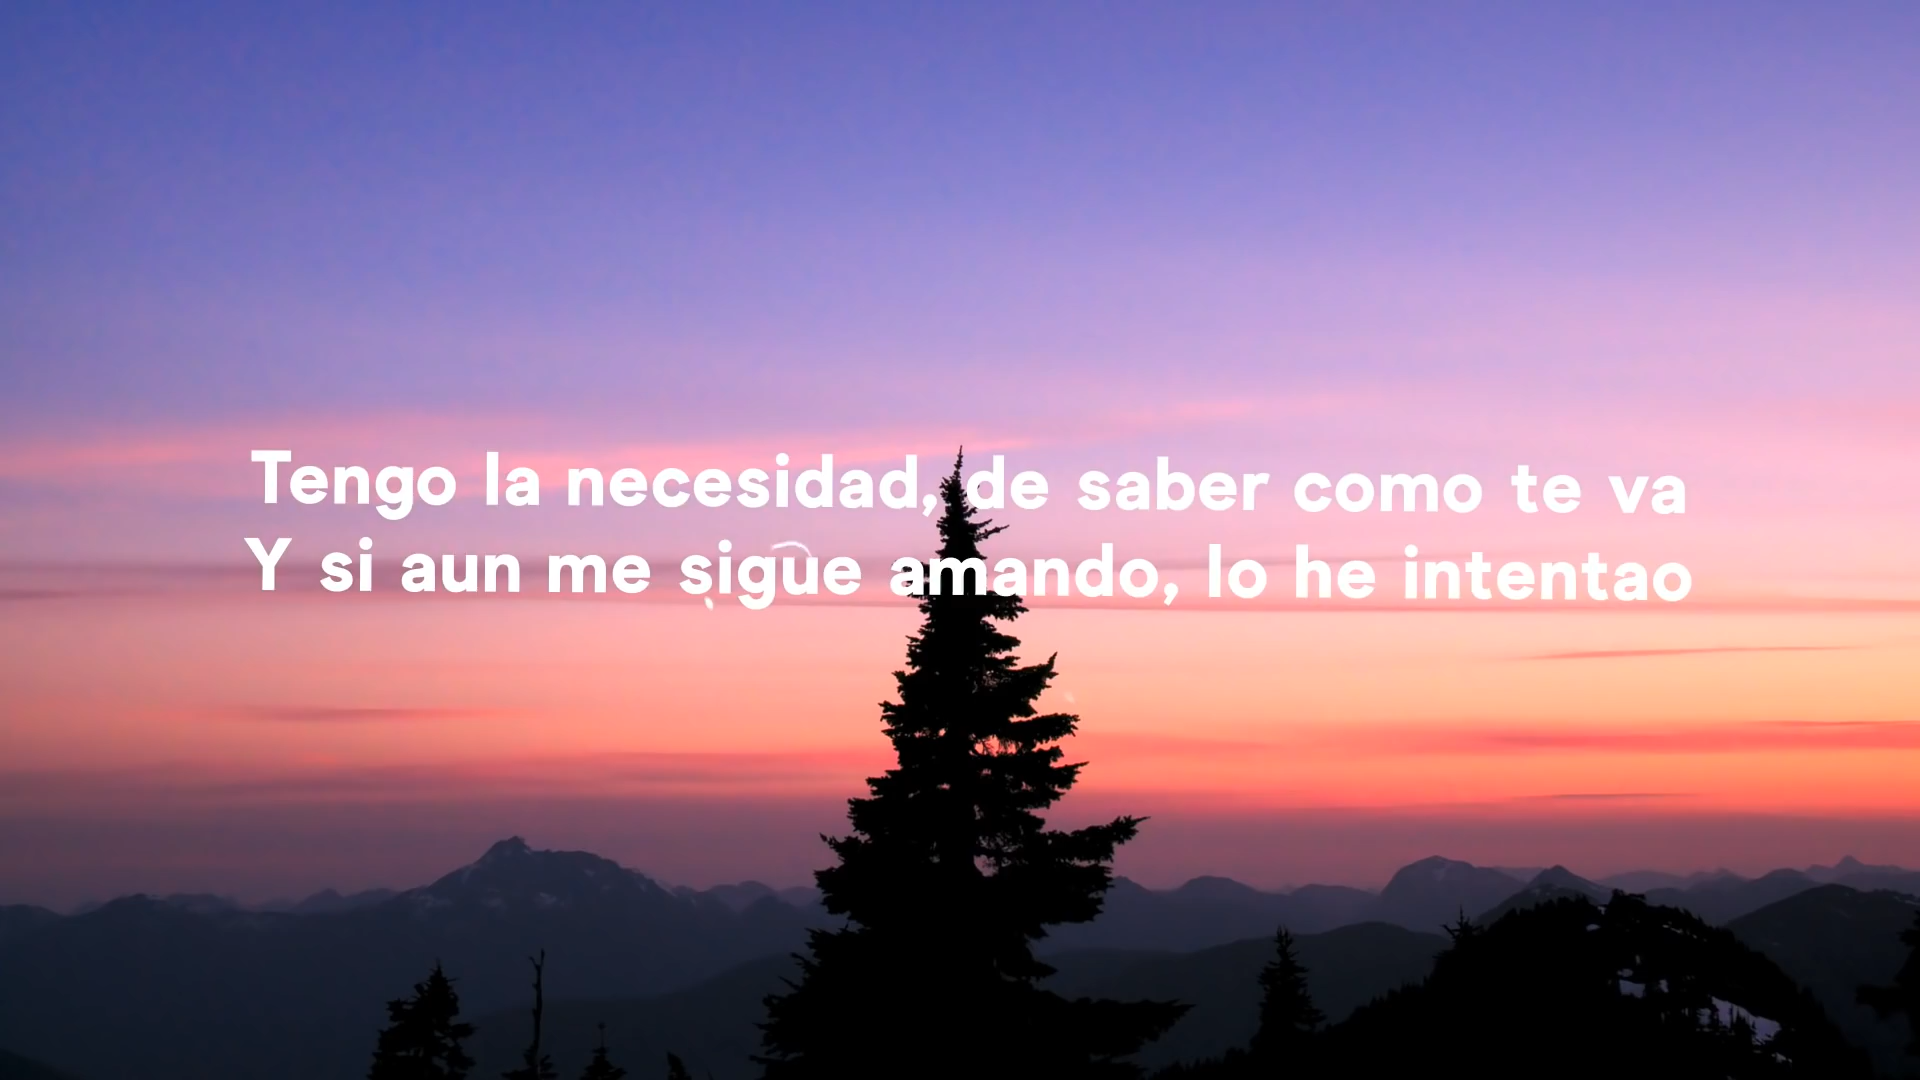 Tengo la necesidad, de saber como te va
Y si aun me sigue amando, lo he intentao